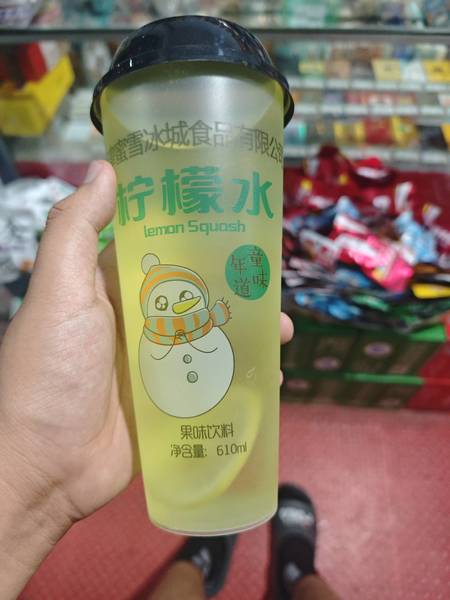 蜜雪冰城食品有限公
柠檬水
Lemon Squash
童年
味道
果味饮料
净含量: 610ml